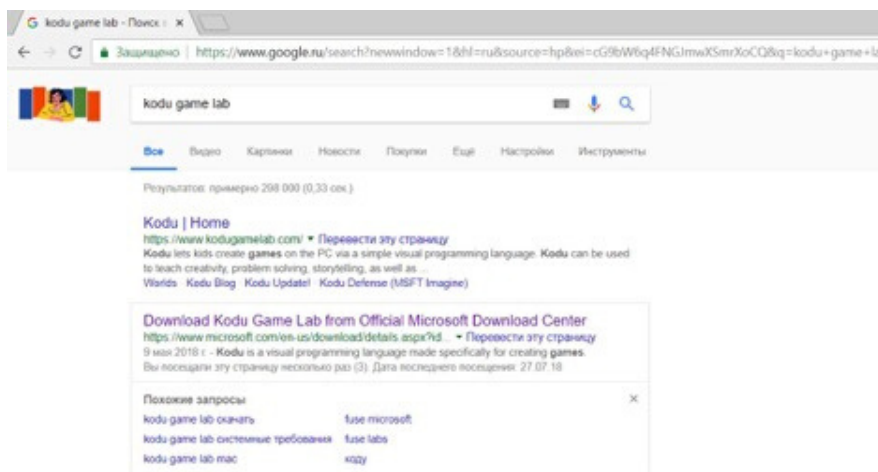 kodu game lab - Поиск
Защищено | https://www.google.ru/search?newwindow=1&hl=ru&source=hp&ei=cG9bW6q4FNGJmwXSmrXoCQ&q=kodu+game+la
kodu game lab
Все Видео Картинки Новости Покупки Ещё Настройки Инструменты
Результатов: примерно 298 000 (0,33 сек.)
Kodu | Home
https://www.kodugamelab.com/ ▼ Перевести эту страницу
Kodu lets kids create games on the PC via a simple visual programming language. Kodu can be used
to teach creativity, problem solving, storytelling, as well as ...
Worlds · Kodu Blog · Kodu Update! · Kodu Defense (MSFT Imagine)
Download Kodu Game Lab from Official Microsoft Download Center
https://www.microsoft.com/en-us/download/details.aspx?id... ▼ Перевести эту страницу
9 мая 2018 г. - Kodu is a visual programming language made specifically for creating games.
Вы посещали эту страницу несколько раз (3). Дата последнего посещения: 27.07.18
Похожие запросы
kodu game lab скачать fuse microsoft
kodu game lab системные требования fuse labs
kodu game lab mac коду